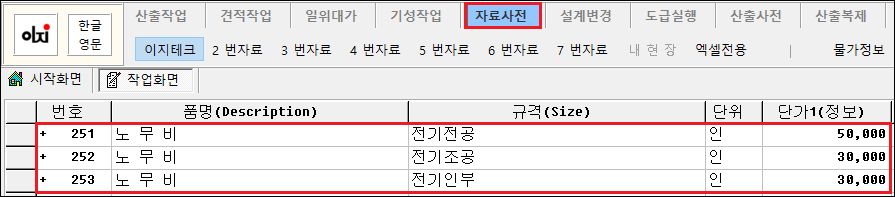 이지 한글 영문 산출작업 견적작업 일위대가 기성작업 자료사전 설계변경 도급실행 산출사전 산출복제
이지테크 2 번자료 3 번자료 4 번자료 5 번자료 6 번자료 7 번자료 내 현 장 엑셀전용 | 물가정보
시작화면 작업화면
번호 품명(Description) 규격(Size) 단위 단가1(정보)
+ 251 노 무 비 전기전공 인 50,000
+ 252 노 무 비 전기조공 인 30,000
+ 253 노 무 비 전기인부 인 30,000